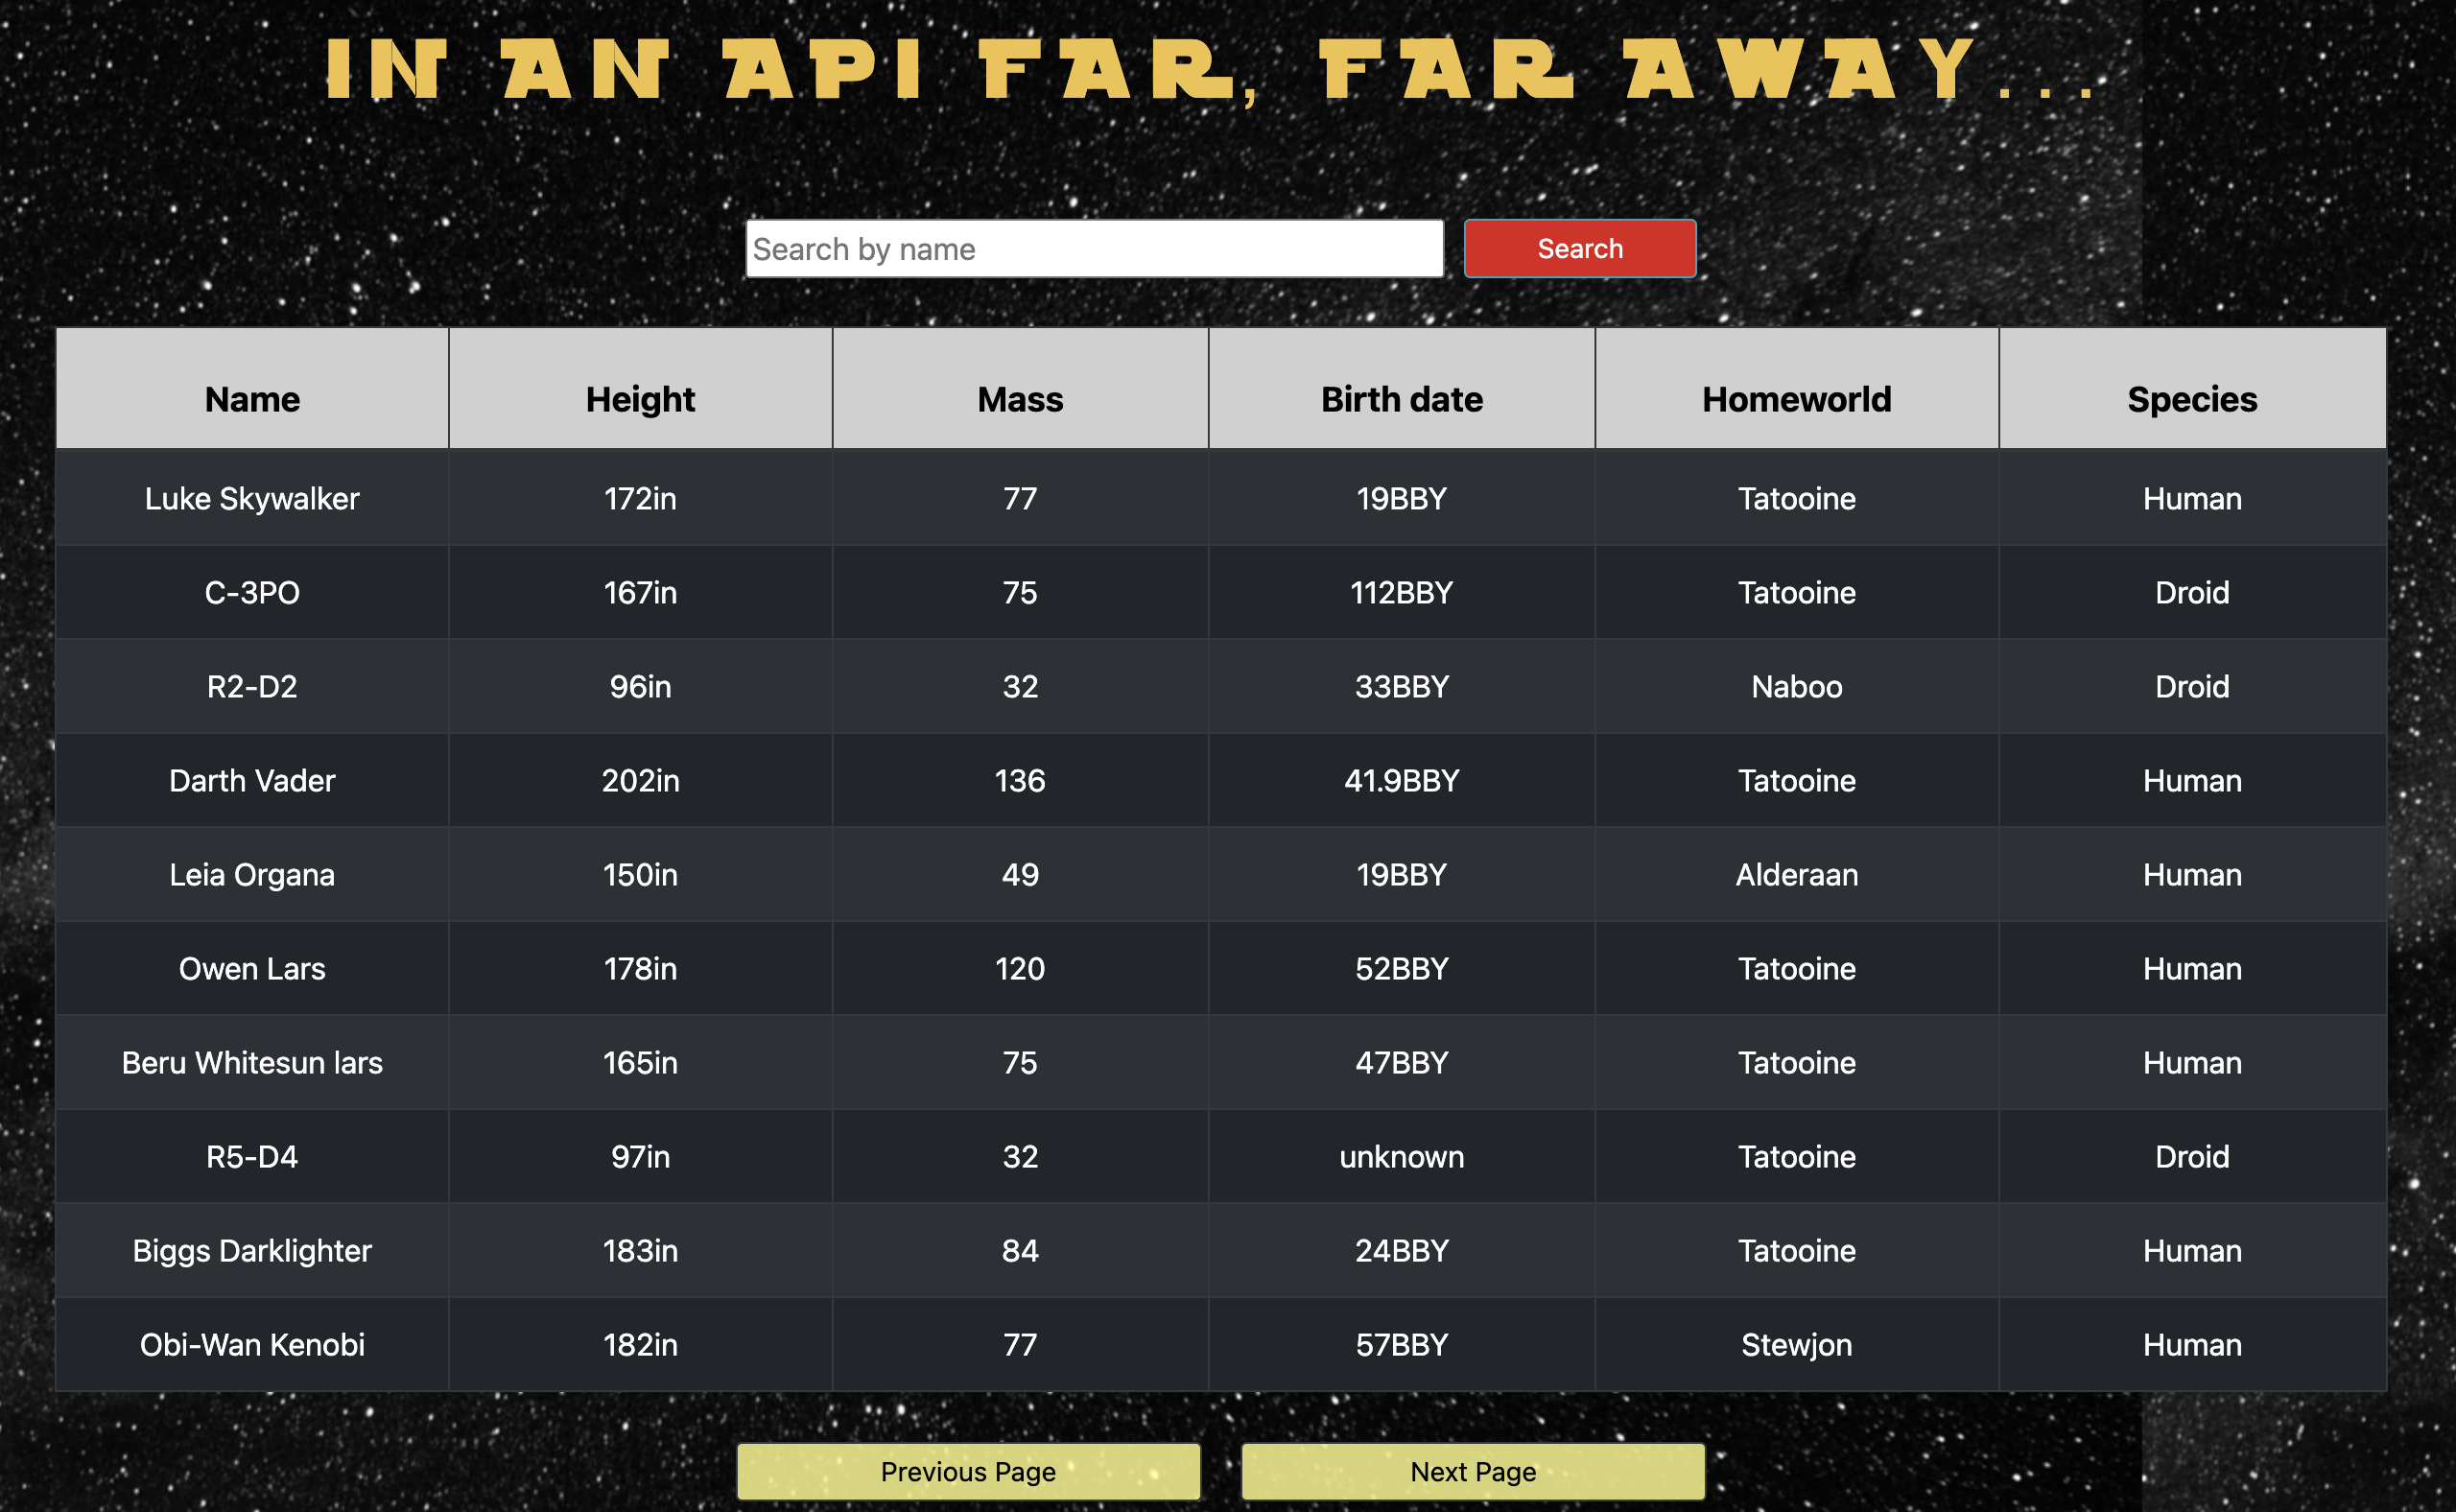 IN AN API FAR, FAR AWAY...
Search by name Search
Name Height Mass Birth date Homeworld Species
Luke Skywalker 172in 77 19BBY Tatooine Human
C-3PO 167in 75 112BBY Tatooine Droid
R2-D2 96in 32 33BBY Naboo Droid
Darth Vader 202in 136 41.9BBY Tatooine Human
Leia Organa 150in 49 19BBY Alderaan Human
Owen Lars 178in 120 52BBY Tatooine Human
Beru Whitesun lars 165in 75 47BBY Tatooine Human
R5-D4 97in 32 unknown Tatooine Droid
Biggs Darklighter 183in 84 24BBY Tatooine Human
Obi-Wan Kenobi 182in 77 57BBY Stewjon Human
Previous Page Next Page